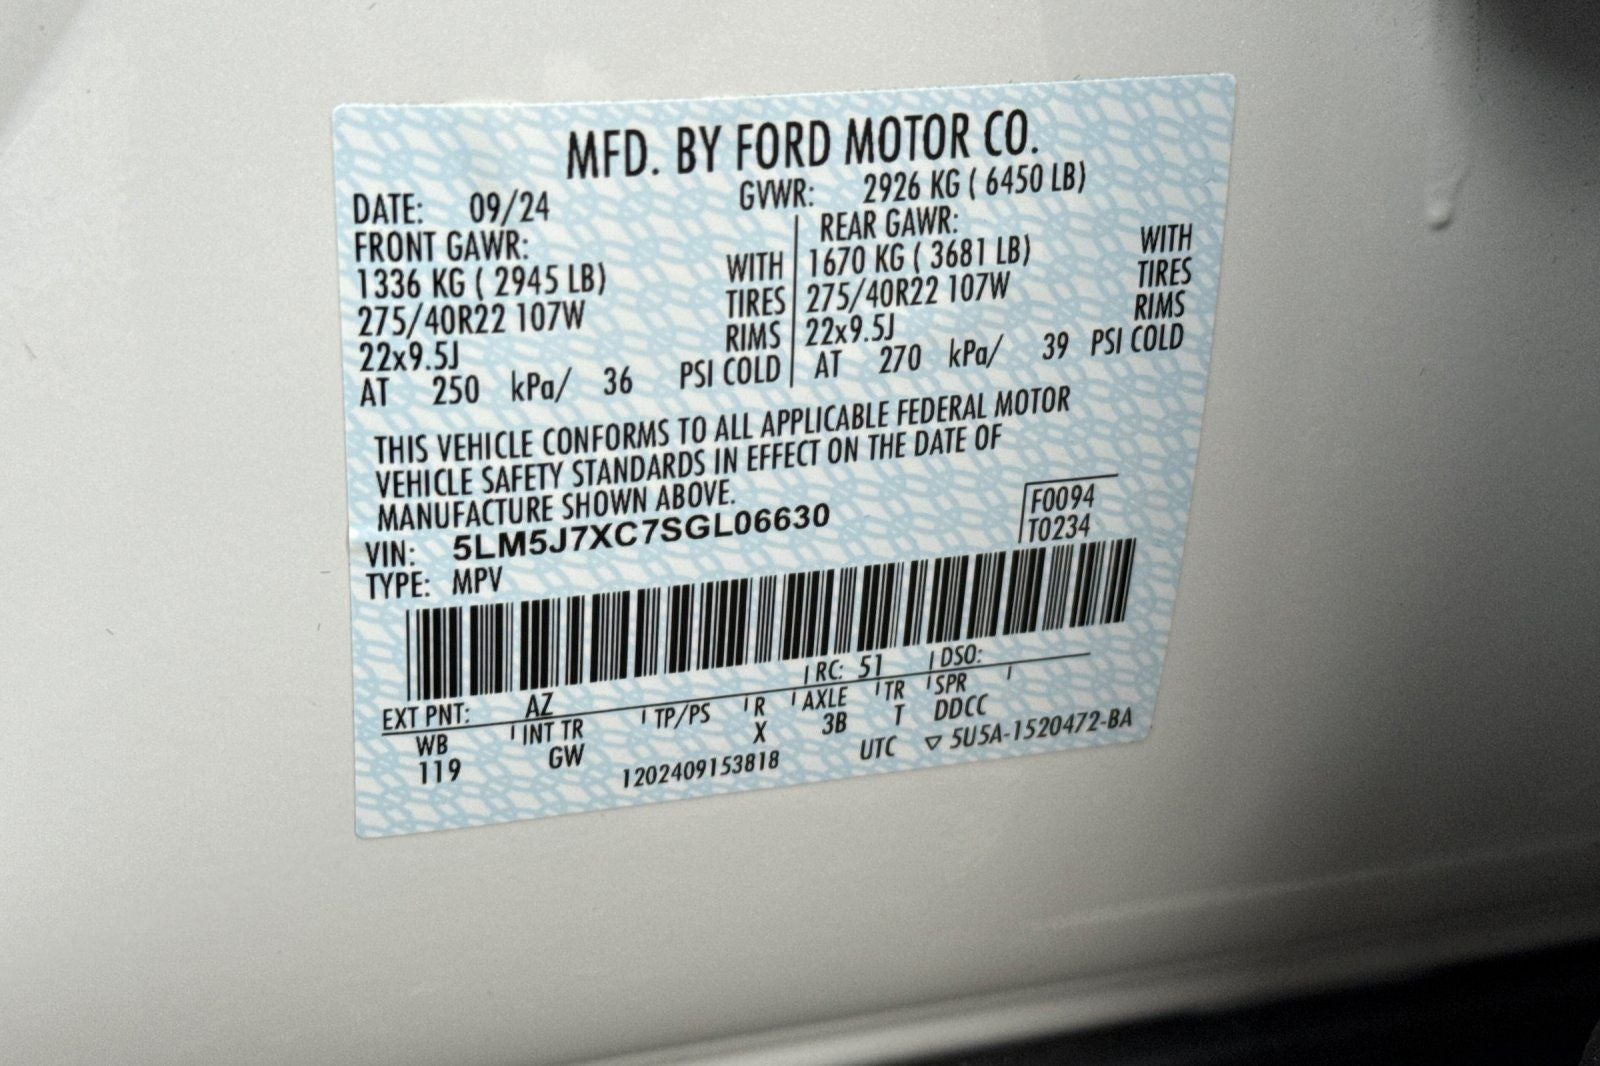 MFD. BY FORD MOTOR CO.
DATE: 09/24 GVWR: 2926 KG ( 6450 LB)
FRONT GAWR: REAR GAWR:
1336 KG ( 2945 LB) WITH 1670 KG ( 3681 LB) WITH
275/40R22 107W TIRES 275/40R22 107W TIRES
22x9.5J RIMS 22x9.5J RIMS
AT 250 kPa/ 36 PSI COLD AT 270 kPa/ 39 PSI COLD
THIS VEHICLE CONFORMS TO ALL APPLICABLE FEDERAL MOTOR
VEHICLE SAFETY STANDARDS IN EFFECT ON THE DATE OF
MANUFACTURE SHOWN ABOVE.
VIN: 5LM5J7XC7SGL06630 F0094
TYPE: MPV T0234
EXT PNT: AZ RC: 51 DSO:
WB INT TR TP/PS R AXLE TR SPR
119 GW X 3B T DDCC
1202409153818 UTC ▽ 5U5A-1520472-BA